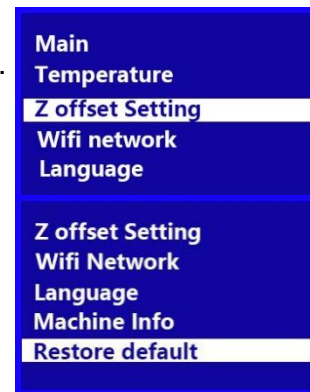 Main
Temperature
Z offset Setting
Wifi network
Language
Z offset Setting
Wifi Network
Language
Machine Info
Restore default